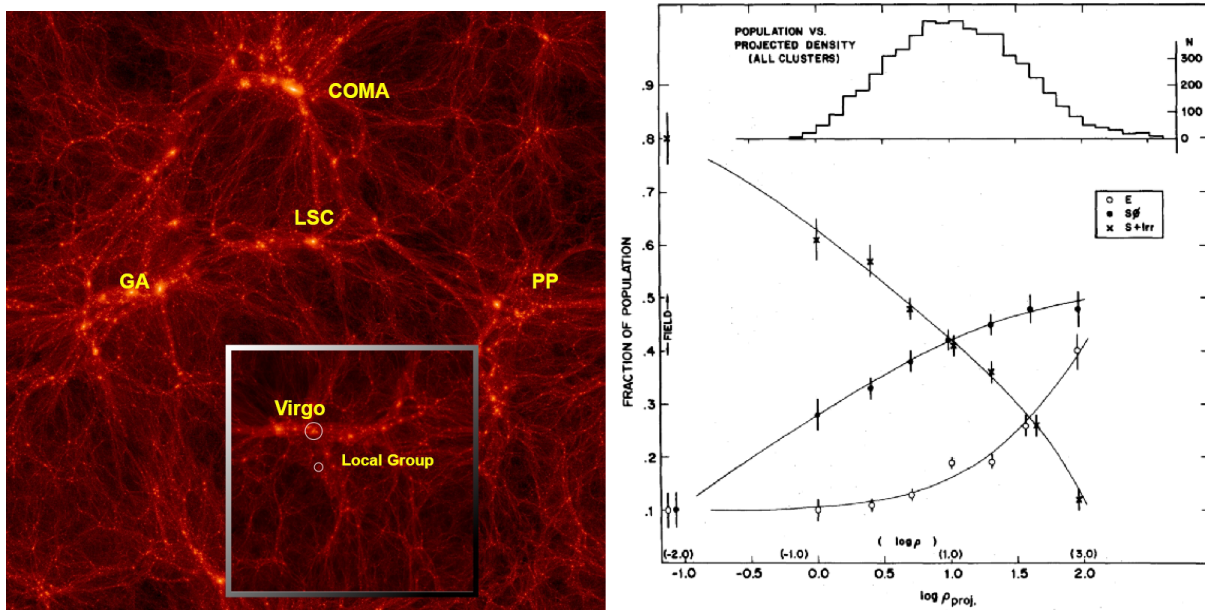 COMA
LSC
GA
PP
Virgo
Local Group
POPULATION VS.
PROJECTED DENSITY
(ALL CLUSTERS)
N
300
200
100
0
.9
.8
.7
.6
.5
.4
.3
.2
.1
FRACTION OF POPULATION
FIELD
E
SØ
S+Irr
(-2.0) (-1.0) (log ρ) (1.0) (3.0)
-1.0 -0.5 0.0 0.5 1.0 1.5 2.0
log ρproj.